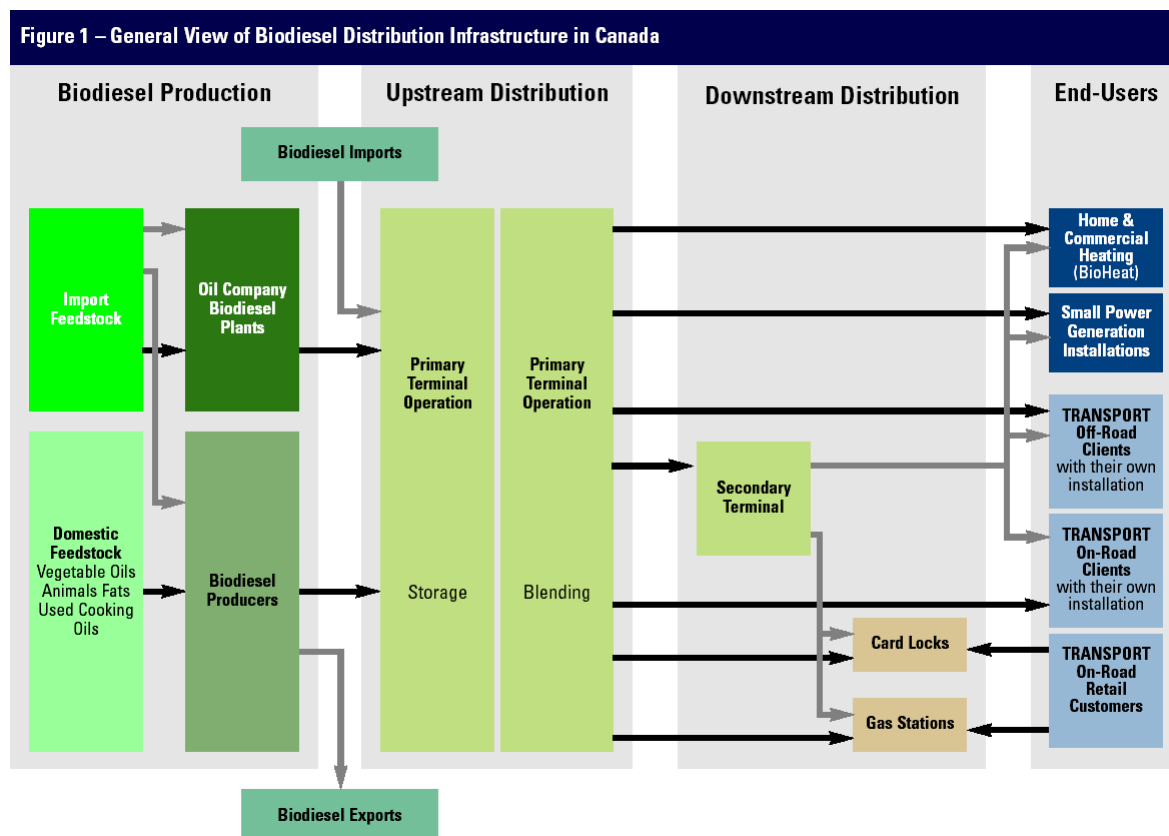 Figure 1 – General View of Biodiesel Distribution Infrastructure in Canada
Biodiesel Production
Upstream Distribution
Downstream Distribution
End-Users
Biodiesel Imports
Import
Feedstock
Oil Company
Biodiesel
Plants
Domestic
Feedstock
Vegetable Oils
Animals Fats
Used Cooking
Oils
Biodiesel
Producers
Primary
Terminal
Operation
Storage
Primary
Terminal
Operation
Blending
Secondary
Terminal
Card Locks
Gas Stations
Home &
Commercial
Heating
(BioHeat)
Small Power
Generation
Installations
TRANSPORT
Off-Road
Clients
with their own
installation
TRANSPORT
On-Road
Clients
with their own
installation
TRANSPORT
On-Road
Retail
Customers
Biodiesel Exports